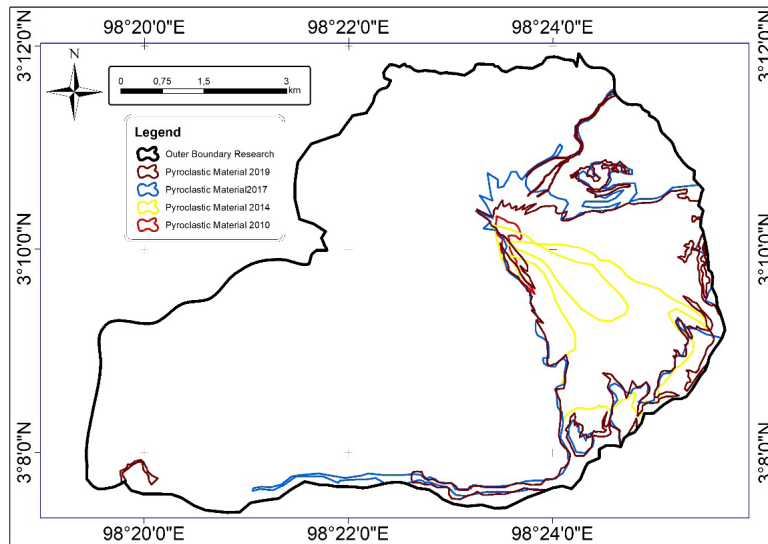 98°20'0"E 98°22'0"E 98°24'0"E
3°12'0"N
3°12'0"N
N
0 0,75 1,5 3
km
Legend
Outer Boundary Research
Pyroclastic Material 2019
Pyroclastic Material2017
Pyroclastic Material 2014
Pyroclastic Material 2010
3°10'0"N
3°10'0"N
3°8'0"N
3°8'0"N
98°20'0"E 98°22'0"E 98°24'0"E